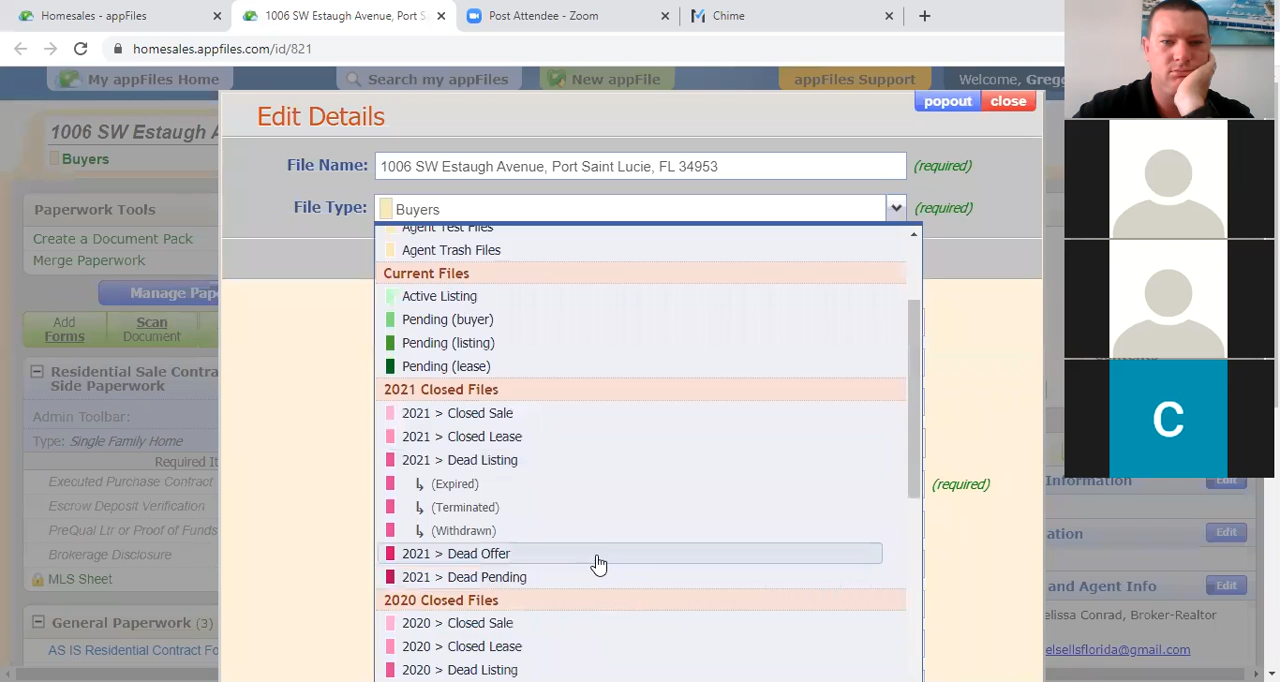 Homesales - appFiles
1006 SW Estaugh Avenue, Port S
Post Attendee - Zoom
Chime
homesales.appfiles.com/id/821
My appFiles Home
Search my appFiles
New appFile
appFiles Support
Welcome, Grego
1006 SW Estaugh A
Buyers
Edit Details
popout
close
File Name:
1006 SW Estaugh Avenue, Port Saint Lucie, FL 34953
(required)
File Type:
Buyers
(required)
Paperwork Tools
Create a Document Pack
Merge Paperwork
Manage Pap
Add
Forms
Scan
Document
Residential Sale Contra
Side Paperwork
Admin Toolbar:
Type: Single Family Home
Required It
Executed Purchase Contract
Escrow Deposit Verification
PreQual Ltr or Proof of Funds
Brokerage Disclosure
MLS Sheet
General Paperwork (3)
AS IS Residential Contract Fo
Agent Test Files
Agent Trash Files
Current Files
Active Listing
Pending (buyer)
Pending (listing)
Pending (lease)
2021 Closed Files
2021 > Closed Sale
2021 > Closed Lease
2021 > Dead Listing
↳ (Expired)
↳ (Terminated)
↳ (Withdrawn)
2021 > Dead Offer
2021 > Dead Pending
2020 Closed Files
2020 > Closed Sale
2020 > Closed Lease
2020 > Dead Listing
(required)
C
Information
Edit
ation
Edit
and Agent Info
Edit
elissa Conrad, Broker-Realtor
elsellsflorida@gmail.com